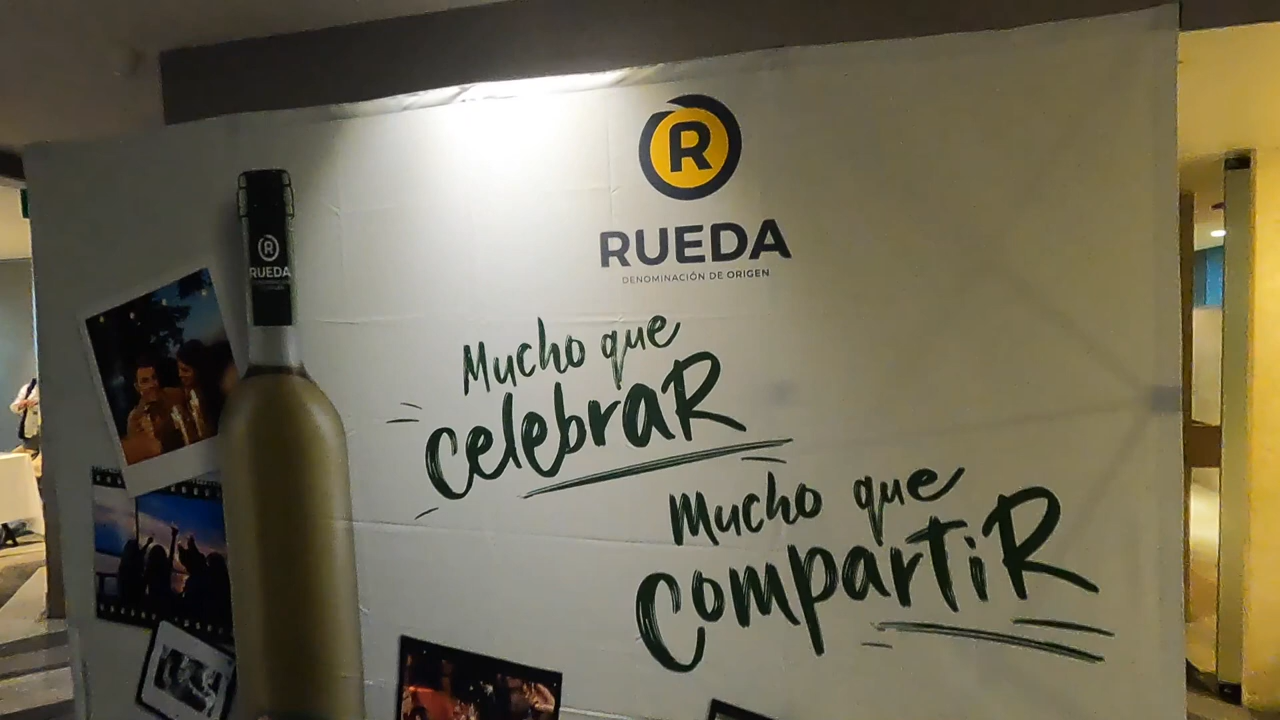 R
RUEDA
DENOMINACIÓN DE ORIGEN
R
RUEDA
Mucho que
celebraR
Mucho que
compartiR